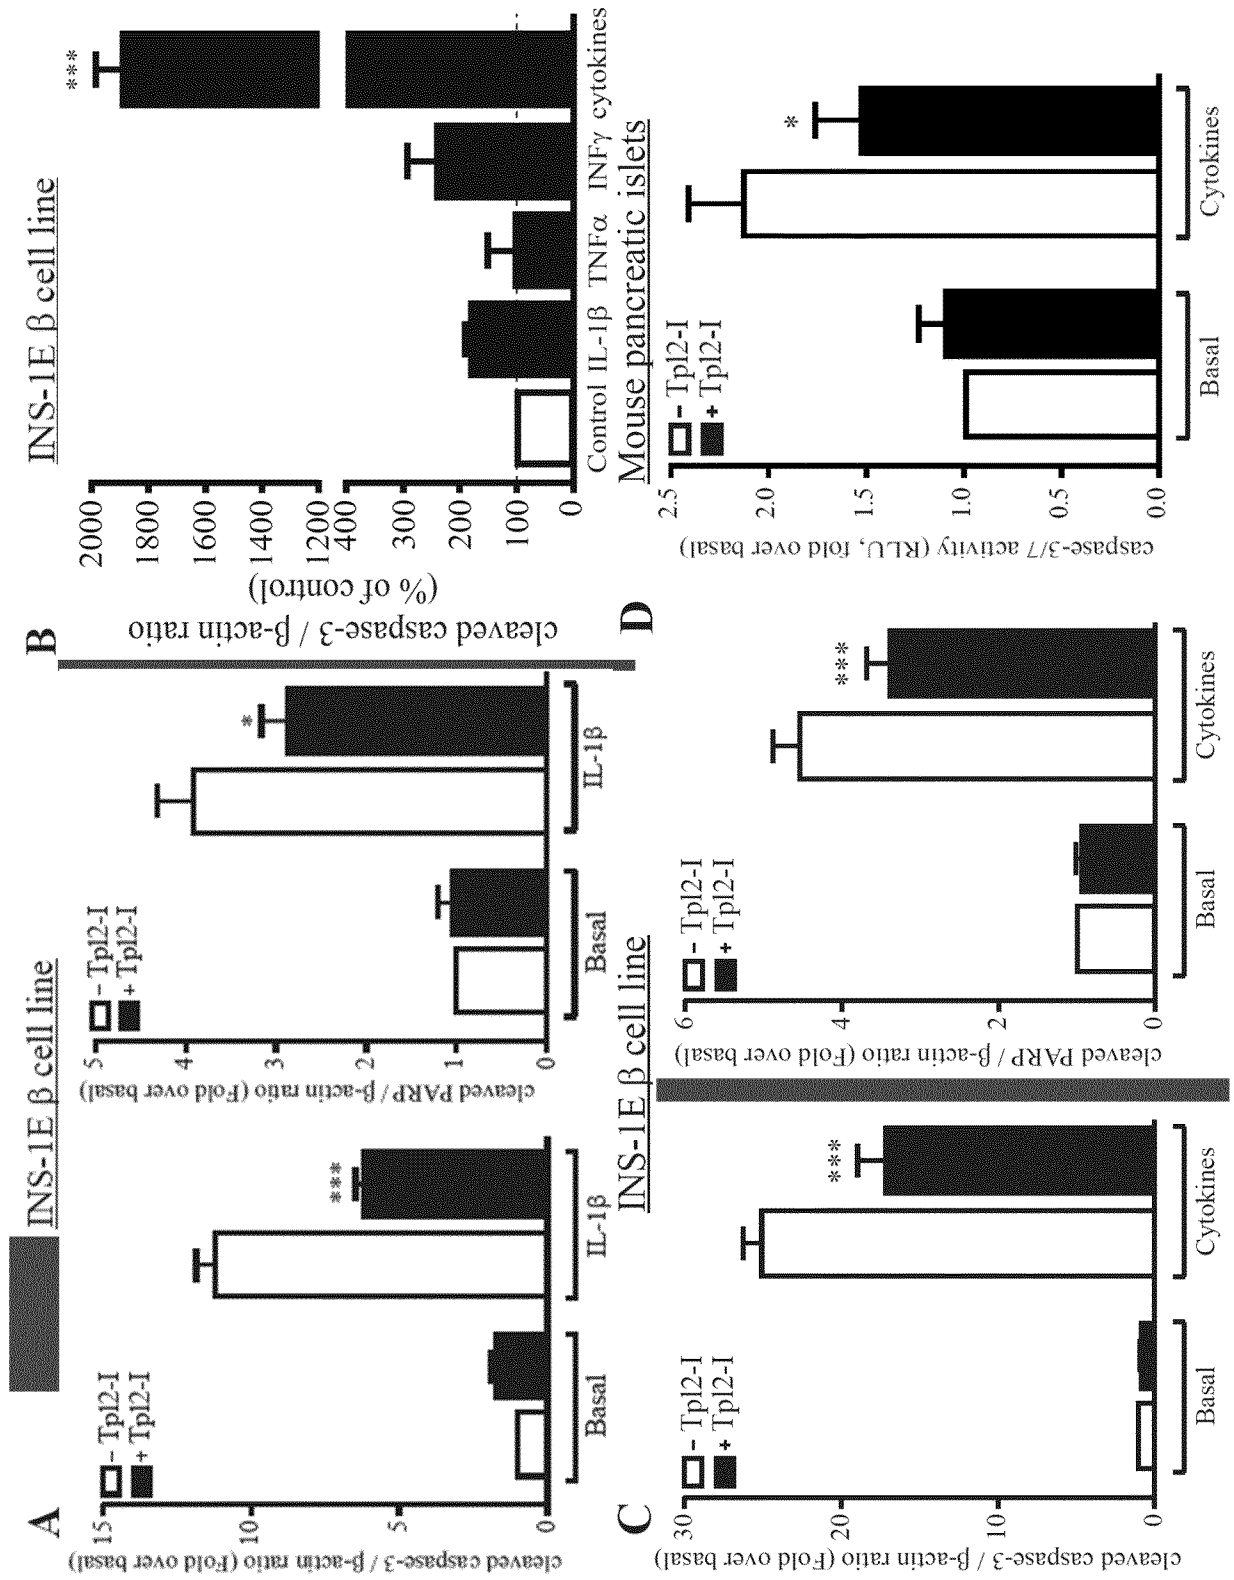 A
INS-1E β cell line
cleaved caspase-3 / β-actin ratio (Fold over basal)
15
10
5
0
– Tpl2-I
+ Tpl2-I
***
Basal
IL-1β
cleaved PARP / β-actin ratio (Fold over basal)
5
4
3
2
1
0
– Tpl2-I
+ Tpl2-I
*
Basal
IL-1β
B
INS-1E β cell line
cleaved caspase-3 / β-actin ratio
(% of control)
2000
1800
1600
1400
1200
400
300
200
100
0
***
Control IL-1β TNFα INFγ cytokines
C
INS-1E β cell line
cleaved caspase-3 / β-actin ratio (Fold over basal)
30
20
10
0
– Tpl2-I
+ Tpl2-I
***
Basal
Cytokines
cleaved PARP / β-actin ratio (Fold over basal)
6
4
2
0
– Tpl2-I
+ Tpl2-I
***
Basal
Cytokines
D
Mouse pancreatic islets
caspase-3/7 activity (RLU, fold over basal)
2.5
2.0
1.5
1.0
0.5
0.0
– Tpl2-I
+ Tpl2-I
*
Basal
Cytokines